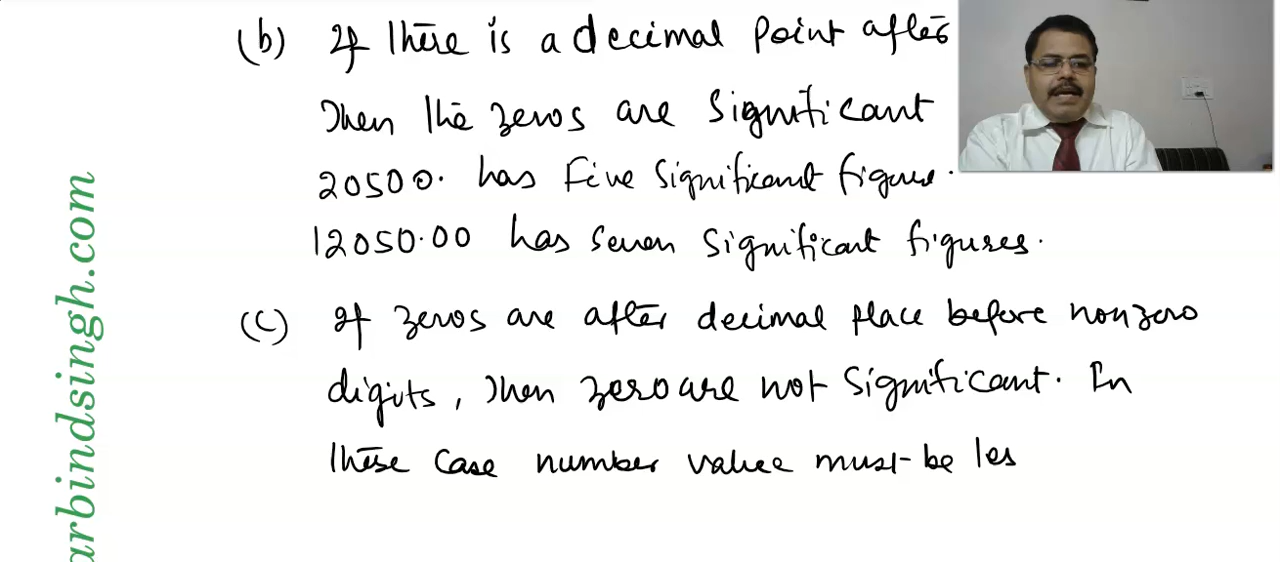 (b) If there is a decimal point after
Then the zeros are significant
20500. has Five significant figure.
12050.00 has seven significant figures.
(C) If zeros are after decimal place before nonzero
digits, Then zero are not significant. In
these case number value must be les
arbindsingh.com